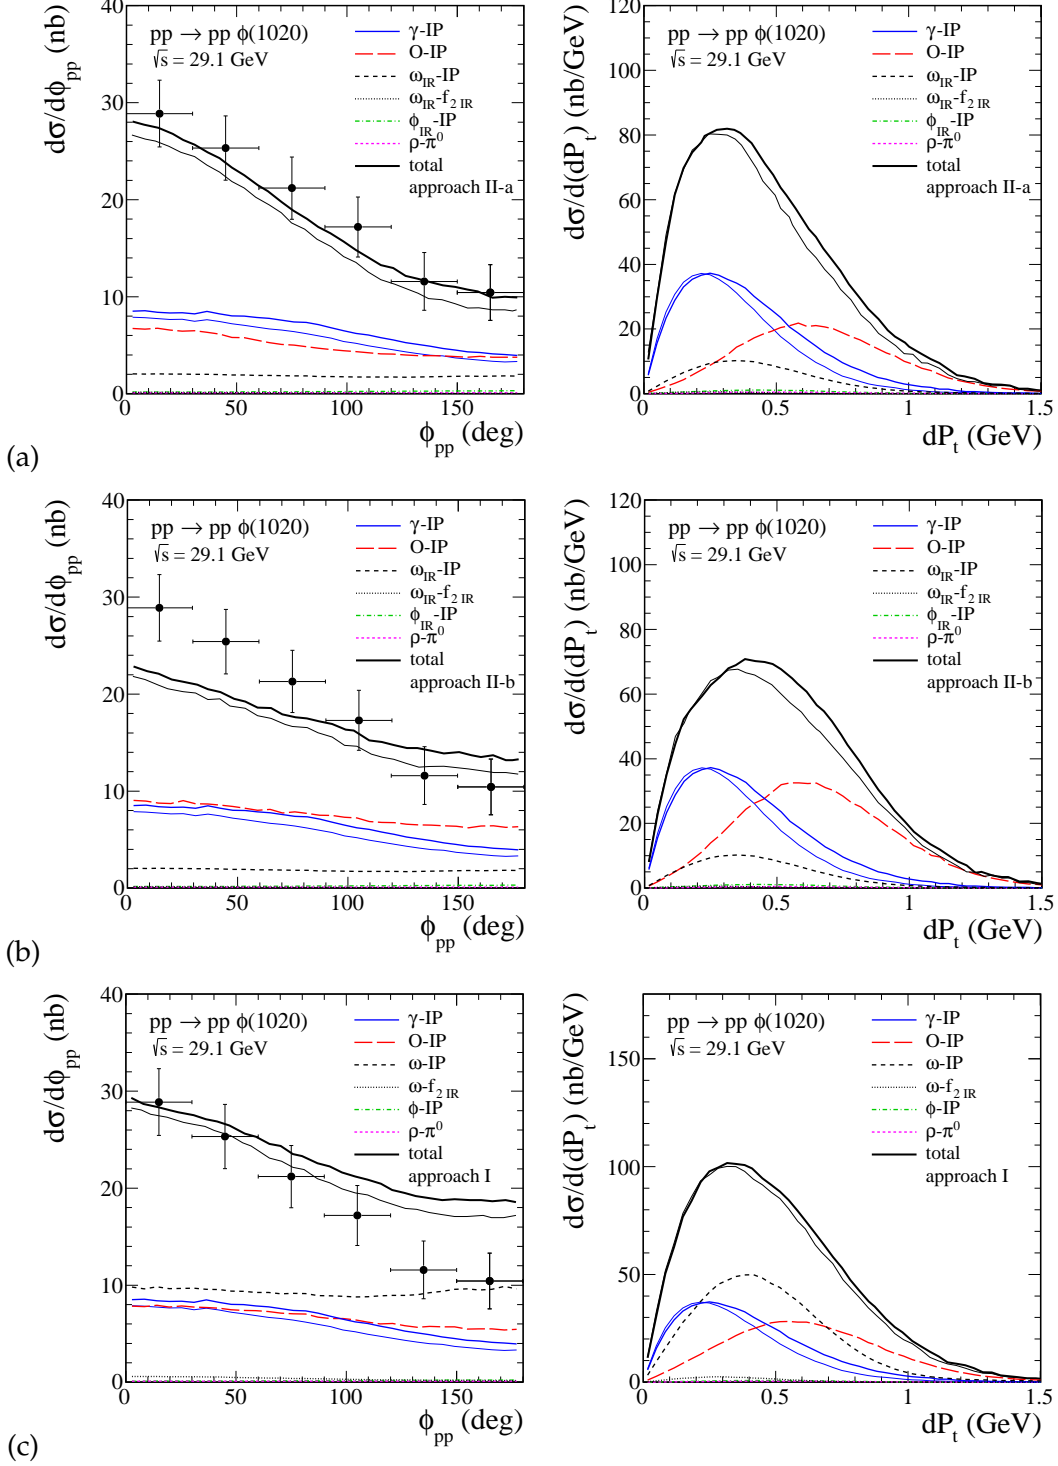 dσ/dϕpp (nb)
40
30
20
10
0
pp → pp ϕ(1020)
√s = 29.1 GeV
γ-IP
O-IP
ωIR-IP
ωIR-f2 IR
ϕIR-IP
ρ-π0
total
approach II-a
0 50 100 150
ϕpp (deg)
dσ/d(dPt) (nb/GeV)
120
100
80
60
40
20
0
pp → pp ϕ(1020)
√s = 29.1 GeV
γ-IP
O-IP
ωIR-IP
ωIR-f2 IR
ϕIR-IP
ρ-π0
total
approach II-a
0 0.5 1 1.5
dPt (GeV)
(a)
dσ/dϕpp (nb)
40
30
20
10
0
pp → pp ϕ(1020)
√s = 29.1 GeV
γ-IP
O-IP
ωIR-IP
ωIR-f2 IR
ϕIR-IP
ρ-π0
total
approach II-b
0 50 100 150
ϕpp (deg)
dσ/d(dPt) (nb/GeV)
120
100
80
60
40
20
0
pp → pp ϕ(1020)
√s = 29.1 GeV
γ-IP
O-IP
ωIR-IP
ωIR-f2 IR
ϕIR-IP
ρ-π0
total
approach II-b
0 0.5 1 1.5
dPt (GeV)
(b)
dσ/dϕpp (nb)
40
30
20
10
0
pp → pp ϕ(1020)
√s = 29.1 GeV
γ-IP
O-IP
ω-IP
ω-f2 IR
ϕ-IP
ρ-π0
total
approach I
0 50 100 150
ϕpp (deg)
dσ/d(dPt) (nb/GeV)
150
100
50
0
pp → pp ϕ(1020)
√s = 29.1 GeV
γ-IP
O-IP
ω-IP
ω-f2 IR
ϕ-IP
ρ-π0
total
approach I
0 0.5 1 1.5
dPt (GeV)
(c)